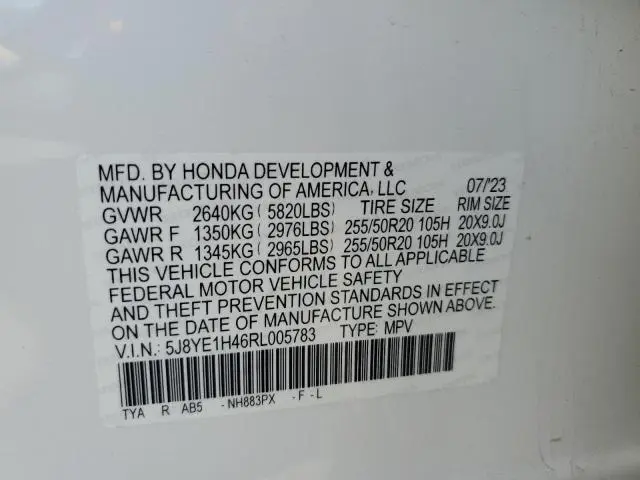 MFD. BY HONDA DEVELOPMENT &
MANUFACTURING OF AMERICA, LLC 07/'23
GVWR 2640KG ( 5820LBS) TIRE SIZE RIM SIZE
GAWR F 1350KG ( 2976LBS) 255/50R20 105H 20X9.0J
GAWR R 1345KG ( 2965LBS) 255/50R20 105H 20X9.0J
THIS VEHICLE CONFORMS TO ALL APPLICABLE
FEDERAL MOTOR VEHICLE SAFETY
AND THEFT PREVENTION STANDARDS IN EFFECT
ON THE DATE OF MANUFACTURE SHOWN ABOVE.
V.I.N.: 5J8YE1H46RL005783 TYPE: MPV
TYA R AB5 -NH883PX -F-L